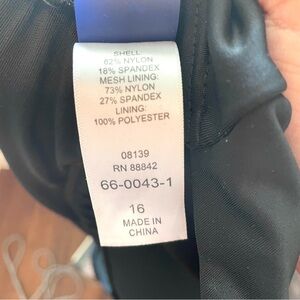 SHELL
82% NYLON
18% SPANDEX
MESH LINING:
73% NYLON
27% SPANDEX
LINING:
100% POLYESTER
08139
RN 88842
66-0043-1
16
MADE IN
CHINA